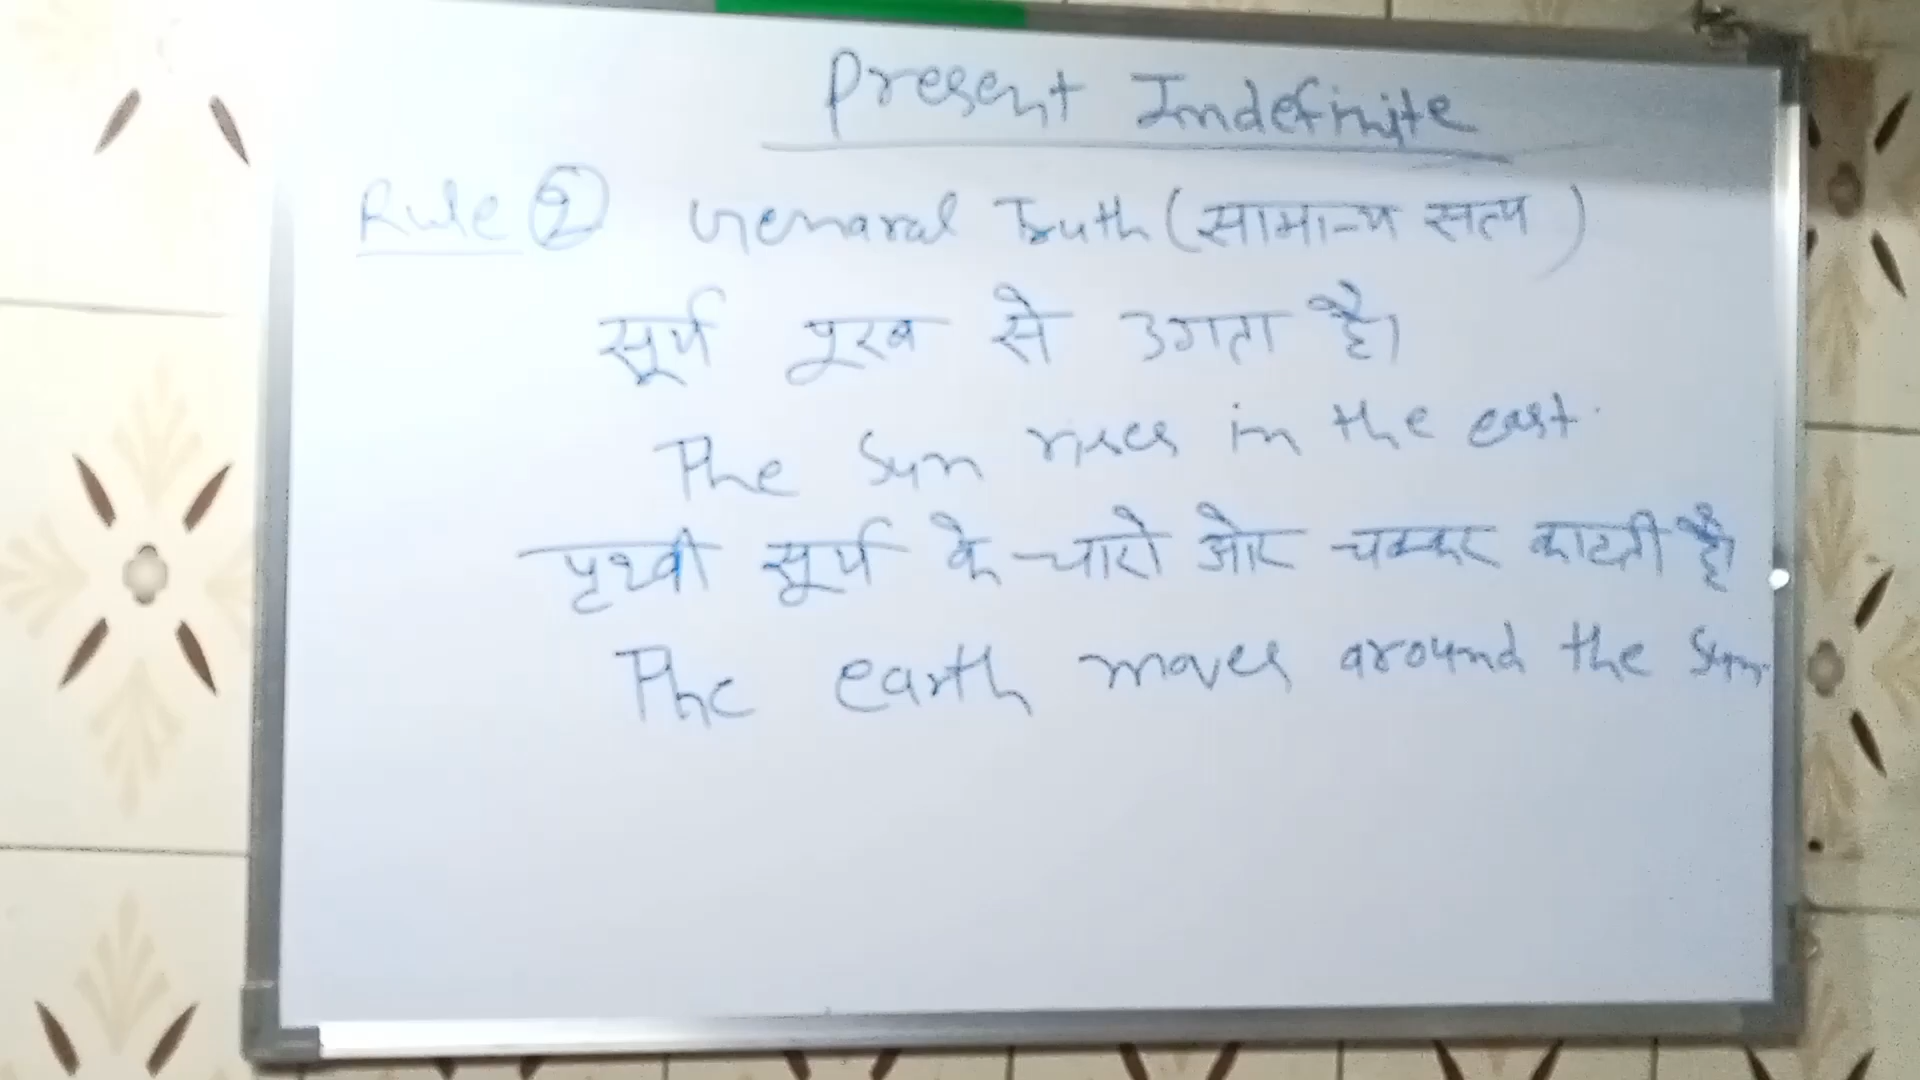 Present Indefinite
Rule 2 Genaral Truth (सामान्य सत्य)
सूर्य पूरब से उगता है।
The Sun rises in the east.
पृथ्वी सूर्य के चारो ओर चक्कर काटती है।
The earth moves around the Sun.